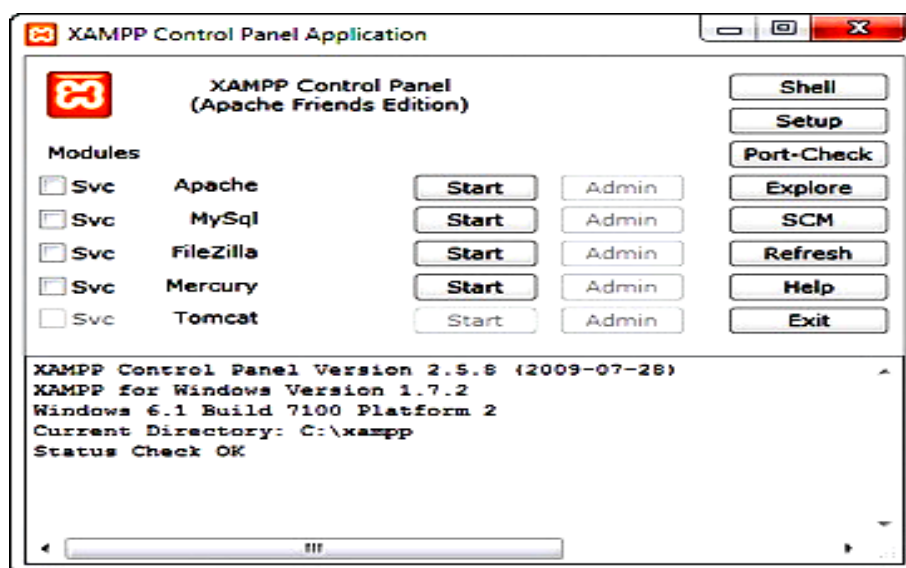 XAMPP Control Panel Application
XAMPP Control Panel
(Apache Friends Edition)
Shell
Setup
Modules
Port-Check
Svc Apache Start Admin Explore
Svc MySql Start Admin SCM
Svc FileZilla Start Admin Refresh
Svc Mercury Start Admin Help
Svc Tomcat Start Admin Exit
XAMPP Control Panel Version 2.5.8 (2009-07-28)
XAMPP for Windows Version 1.7.2
Windows 6.1 Build 7100 Platform 2
Current Directory: C:\xampp
Status Check OK